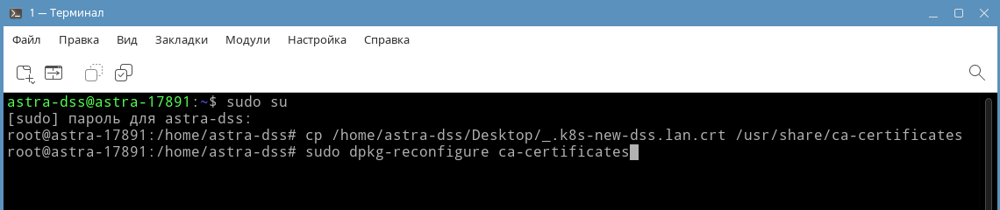 1 — Терминал
Файл Правка Вид Закладки Модули Настройка Справка
astra-dss@astra-17891:~$ sudo su
[sudo] пароль для astra-dss:
root@astra-17891:/home/astra-dss# cp /home/astra-dss/Desktop/_.k8s-new-dss.lan.crt /usr/share/ca-certificates
root@astra-17891:/home/astra-dss# sudo dpkg-reconfigure ca-certificates